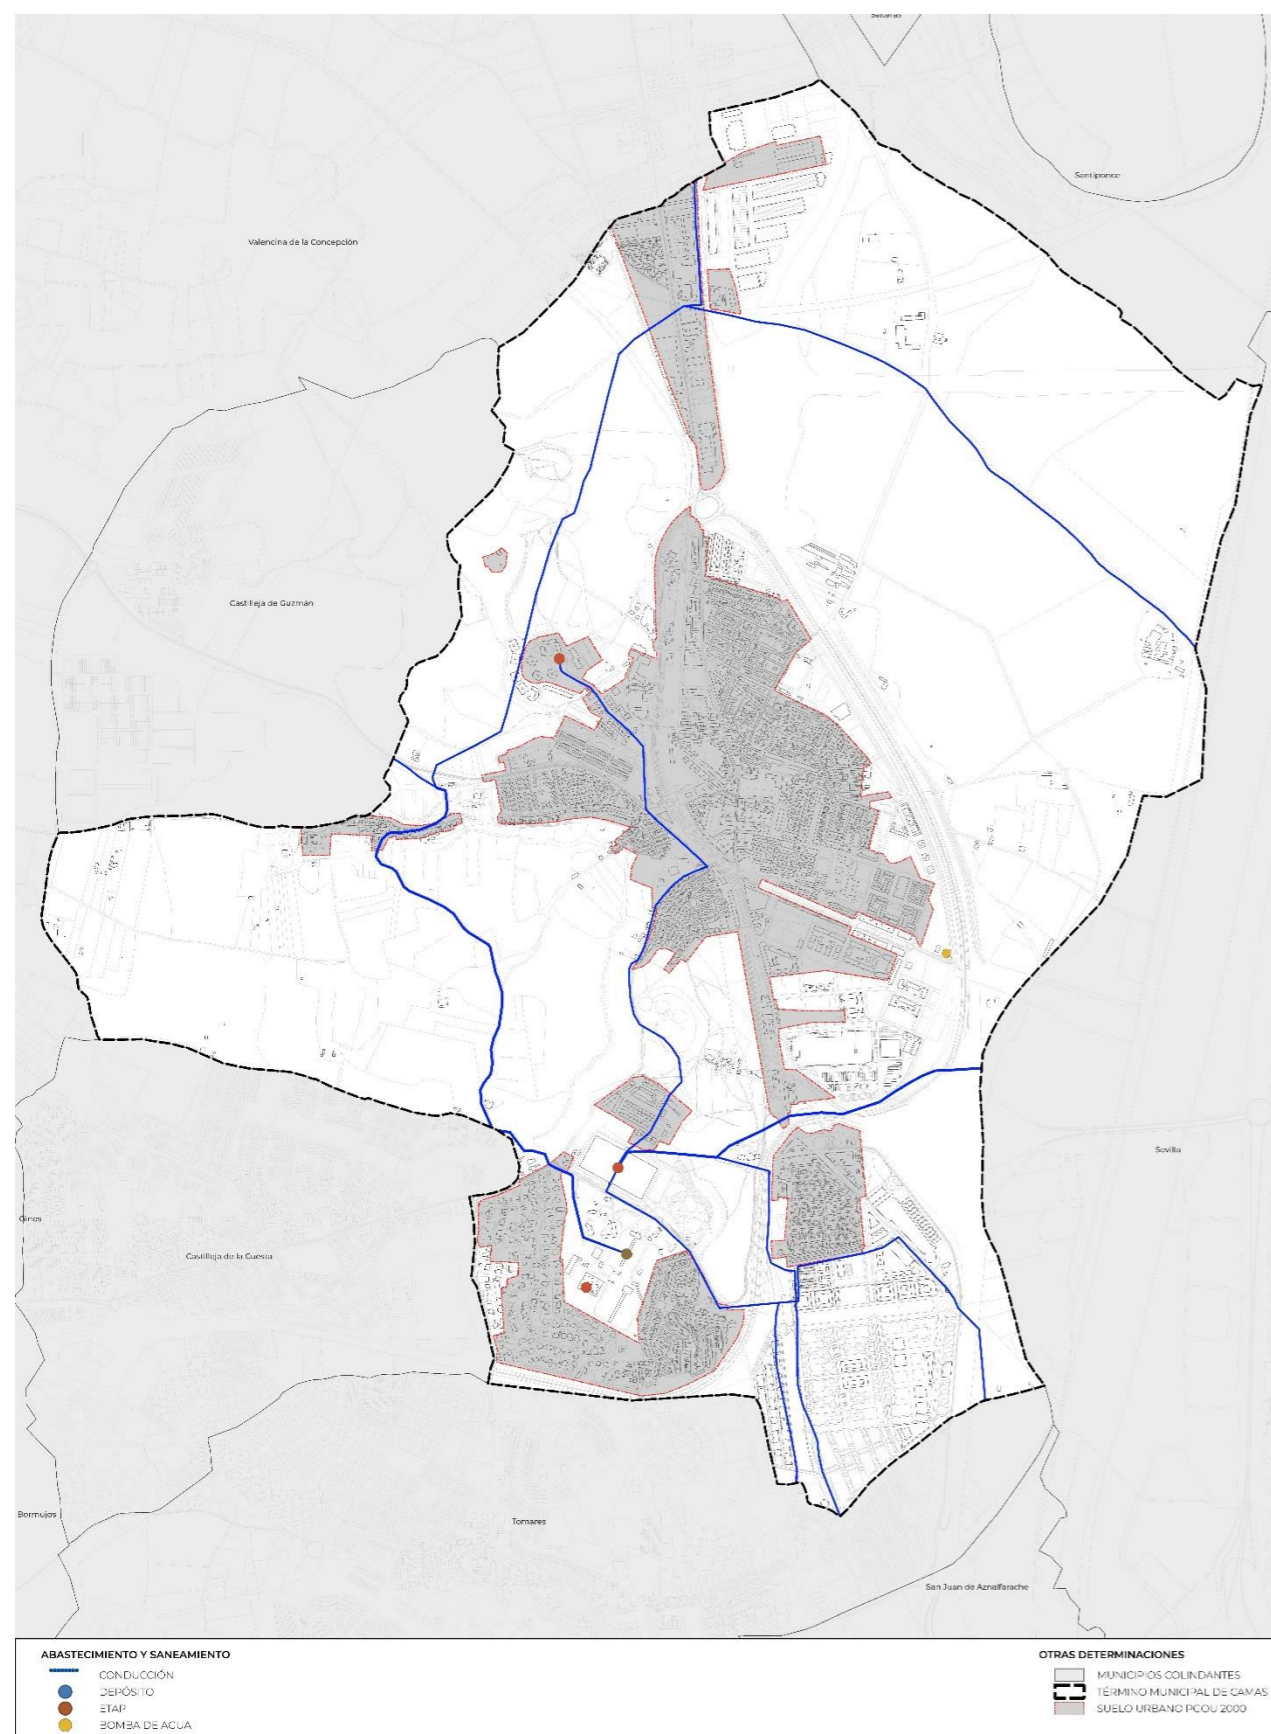 Santiponce
Valencina de la Concepción
Castilleja de Guzmán
Sevilla
Gines
Castilleja de la Cuesta
Bormujos
Tomares
San Juan de Aznalfarache
ABASTECIMIENTO Y SANEAMIENTO
CONDUCCIÓN
DEPÓSITO
ETAP
BOMBA DE AGUA
OTRAS DETERMINACIONES
MUNICIPIOS COLINDANTES
TÉRMINO MUNICIPAL DE CAMAS
SUELO URBANO PGOU 2000